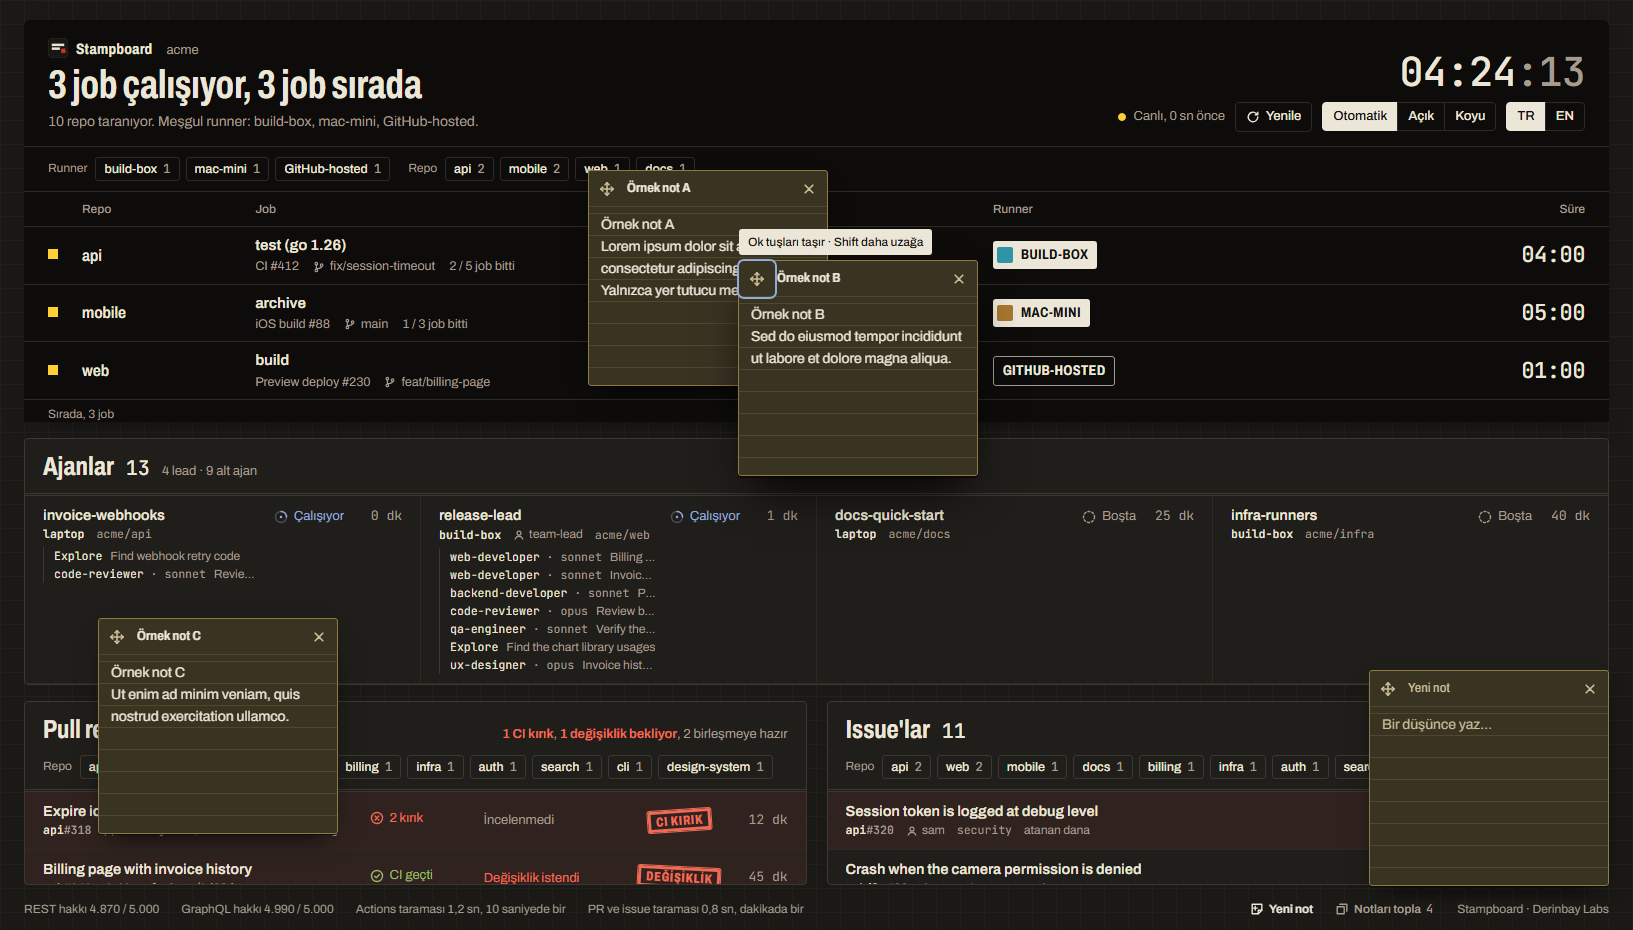 Stampboard acme
3 job çalışıyor, 3 job sırada
10 repo taranıyor. Meşgul runner: build-box, mac-mini, GitHub-hosted.
04:24:13
Canlı, 0 sn önce
Yenile
Otomatik Açık Koyu
TR EN
Runner build-box 1 mac-mini 1 GitHub-hosted 1 Repo api 2 mobile 2 web 1 docs 1
Repo Job Runner Süre
api
test (go 1.26)
CI #412 fix/session-timeout 2 / 5 job bitti
BUILD-BOX
04:00
mobile
archive
iOS build #88 main 1 / 3 job bitti
MAC-MINI
05:00
web
build
Preview deploy #230 feat/billing-page
GITHUB-HOSTED
01:00
Sırada, 3 job
Örnek not A
Örnek not A
Lorem ipsum dolor sit
consectetur adipiscing
Yalnızca yer tutucu
Ok tuşları taşır · Shift daha uzağa
Örnek not B
Örnek not B
Sed do eiusmod tempor incididunt
ut labore et dolore magna aliqua.
Ajanlar 13 4 lead · 9 alt ajan
invoice-webhooks Çalışıyor 0 dk
laptop acme/api
Explore Find webhook retry code
code-reviewer · sonnet Revie...
release-lead Çalışıyor 1 dk
build-box team-lead acme/web
web-developer · sonnet Billing ...
web-developer · sonnet Invoic...
backend-developer · sonnet P...
code-reviewer · opus Review b...
qa-engineer · sonnet Verify the...
Explore Find the chart library usages
ux-designer · opus Invoice hist...
docs-quick-start Boşta 25 dk
laptop acme/docs
infra-runners Boşta 40 dk
build-box acme/infra
Örnek not C
Örnek not C
Ut enim ad minim veniam, quis
nostrud exercitation ullamco.
Pull
1 CI kırık, 1 değişiklik bekliyor, 2 birleşmeye hazır
Repo billing 1 infra 1 auth 1 search 1 cli 1 design-system 1
Expire
api#318
2 kırık
İncelenmedi
CI KIRIK
12 dk
Billing page with invoice history
CI geçti
Değişiklik istendi
DEĞİŞİKLİK
45 dk
Issue'lar 11
Repo api 2 web 2 mobile 1 docs 1 billing 1 infra 1 auth 1
Session token is logged at debug level
api#320 sam security atanan dana
Crash when the camera permission is denied
Yeni not
Bir düşünce yaz...
REST hakkı 4.870 / 5.000 GraphQL hakkı 4.990 / 5.000 Actions taraması 1,2 sn, 10 saniyede bir PR ve issue taraması 0,8 sn, dakikada bir
Yeni not Notları topla 4 Stampboard · Derinbay Labs